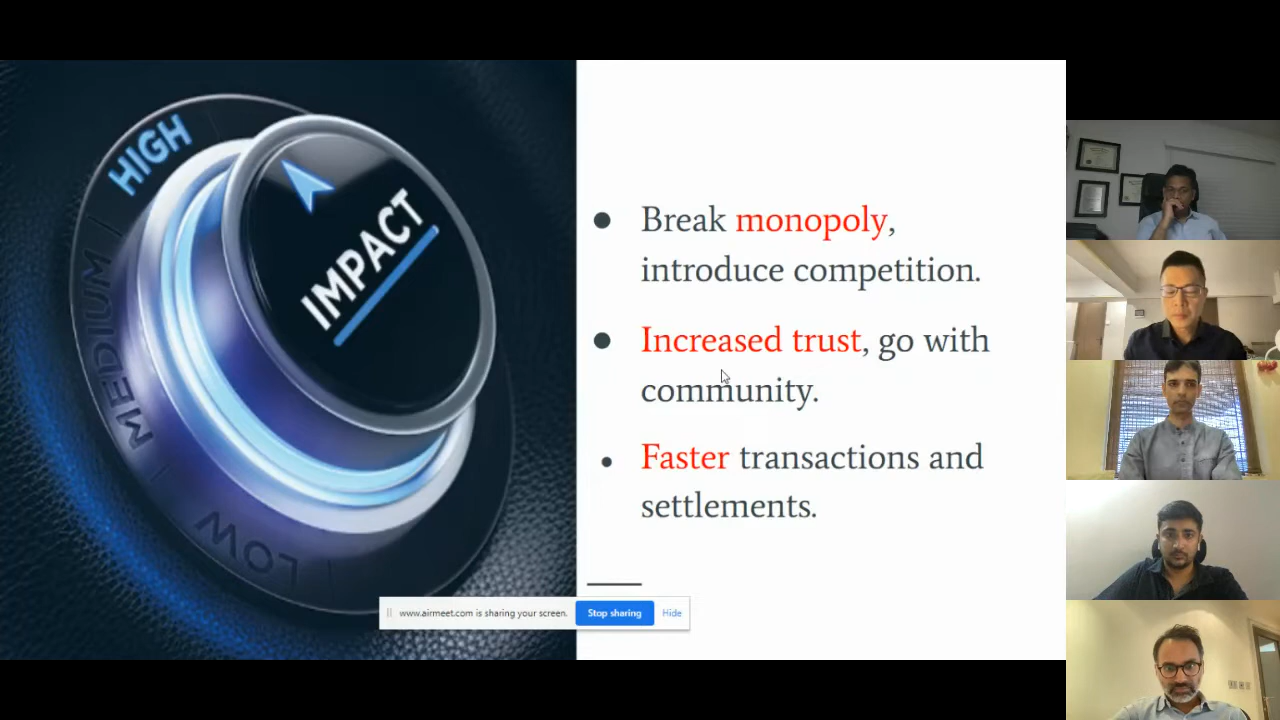 HIGH
MEDIUM
LOW
IMPACT
● Break monopoly,
introduce competition.
● Increased trust, go with
community.
● Faster transactions and
settlements.
www.airmeet.com is sharing your screen.
Stop sharing
Hide